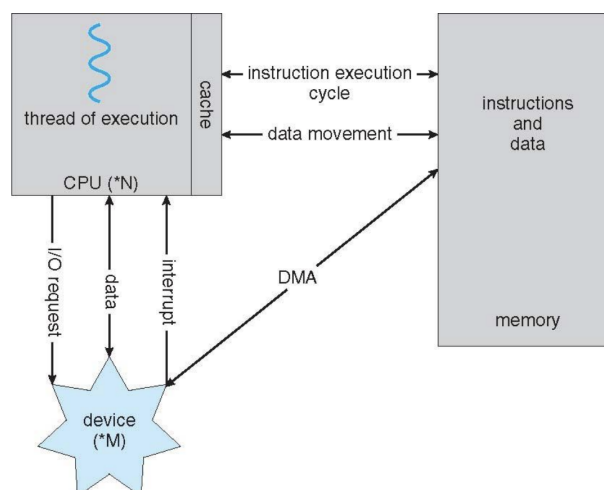 thread of execution
cache
CPU (*N)
instruction execution
cycle
data movement
instructions
and
data
memory
I/O request
data
interrupt
DMA
device
(*M)